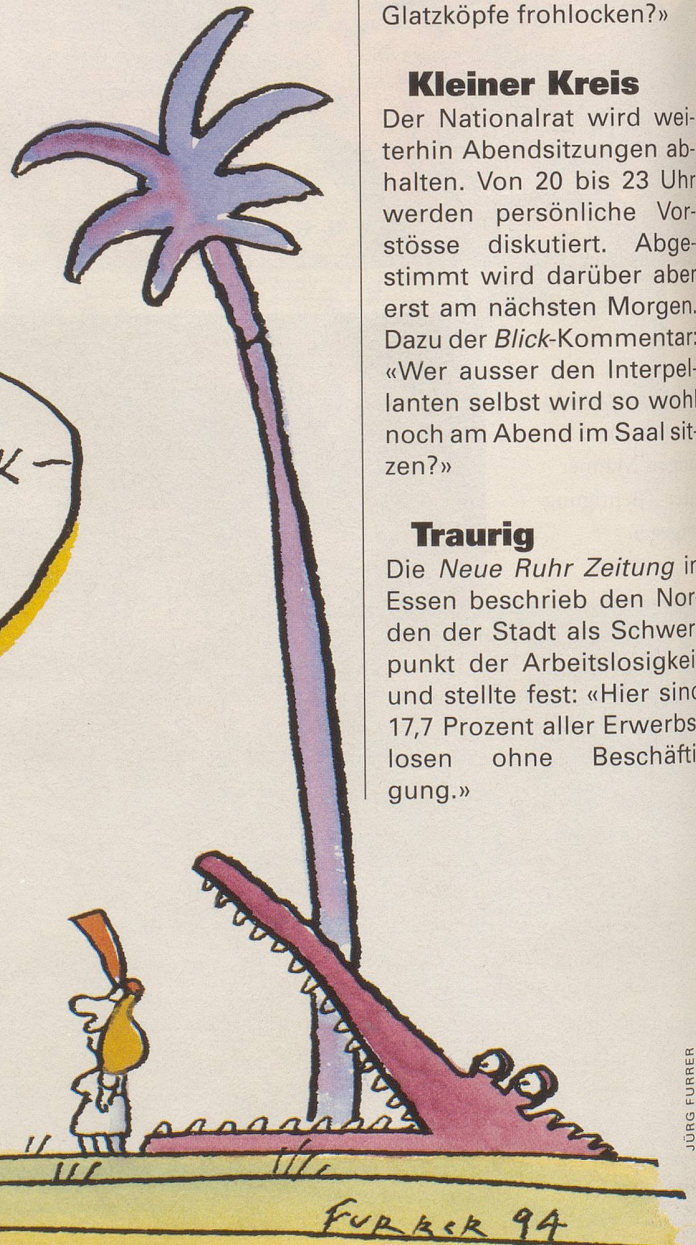 Glatzköpfe frohlocken?»
Kleiner Kreis
Der Nationalrat wird wei-
terhin Abendsitzungen ab-
halten. Von 20 bis 23 Uhr
werden persönliche Vor-
stösse diskutiert. Abge-
stimmt wird darüber aber
erst am nächsten Morgen.
Dazu der Blick-Kommentar:
«Wer ausser den Interpel-
lanten selbst wird so wohl
noch am Abend im Saal sit-
zen?»
Traurig
Die Neue Ruhr Zeitung in
Essen beschrieb den Nor
den der Stadt als Schwer
punkt der Arbeitslosigkei
und stellte fest: «Hier sind
17,7 Prozent aller Erwerbs
losen ohne Beschäfti
gung.»
K –
JÜRG FURRER
FURRER 94